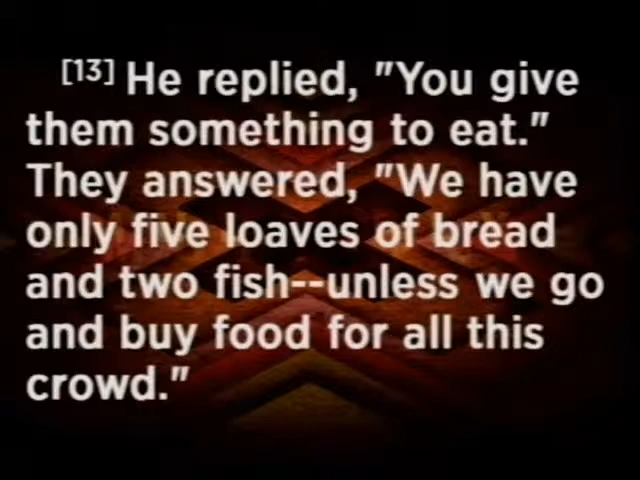 [13] He replied, "You give
them something to eat."
They answered, "We have
only five loaves of bread
and two fish--unless we go
and buy food for all this
crowd."